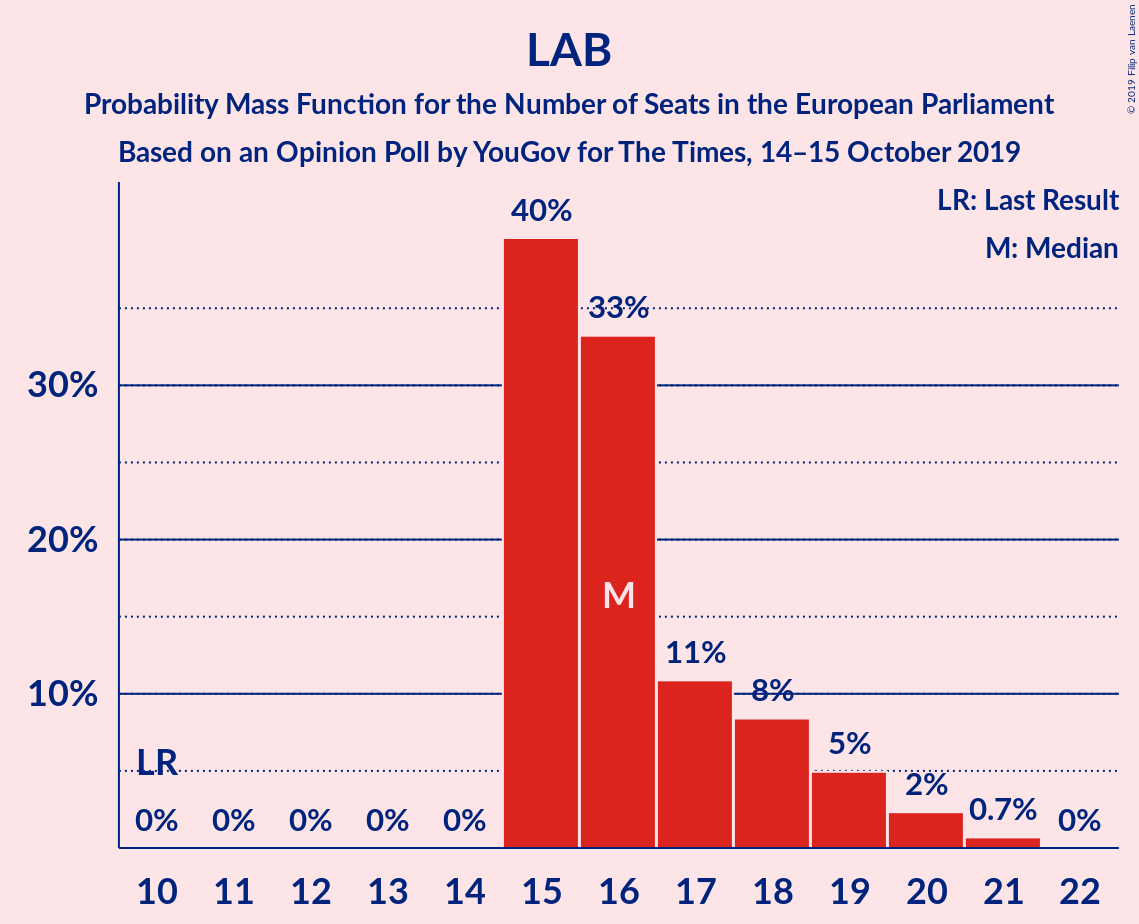 LAB
Probability Mass Function for the Number of Seats in the European Parliament
Based on an Opinion Poll by YouGov for The Times, 14–15 October 2019
© 2019 Filip van Laenen
LR: Last Result
M: Median
40%
33%
30%
20%
M
11%
10%
8%
5%
LR
2%
0.7%
0% 0% 0% 0% 0% 0%
10 11 12 13 14 15 16 17 18 19 20 21 22